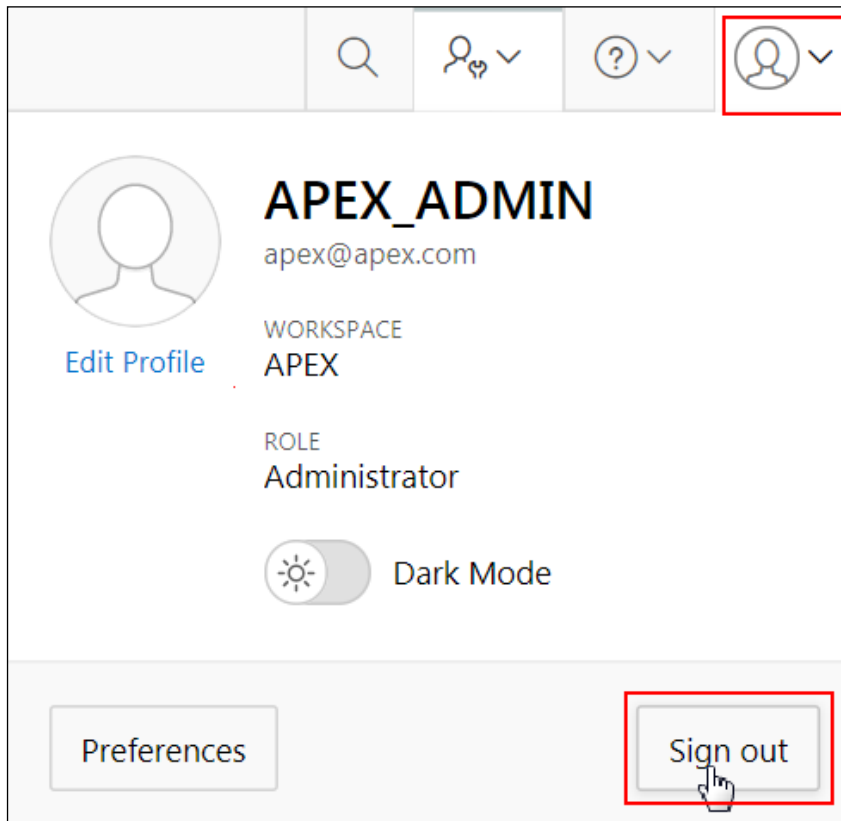 APEX_ADMIN
apex@apex.com
WORKSPACE
Edit Profile
APEX
ROLE
Administrator
Dark Mode
Preferences
Sign out